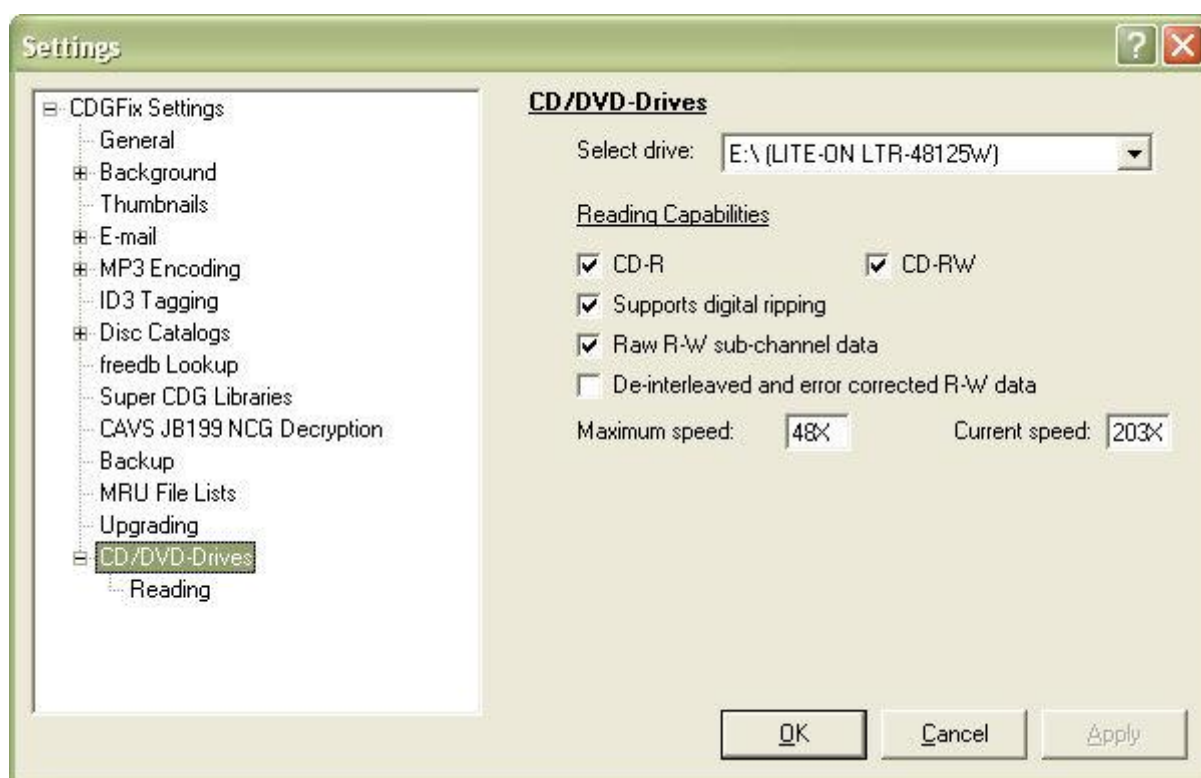 Settings
CDGFix Settings
General
Background
Thumbnails
E-mail
MP3 Encoding
ID3 Tagging
Disc Catalogs
freedb Lookup
Super CDG Libraries
CAVS JB199 NCG Decryption
Backup
MRU File Lists
Upgrading
CD/DVD-Drives
Reading
CD/DVD-Drives
Select drive: E:\ (LITE-ON LTR-48125W)
Reading Capabilities
CD-R CD-RW
Supports digital ripping
Raw R-W sub-channel data
De-interleaved and error corrected R-W data
Maximum speed: 48X Current speed: 203X
OK Cancel Apply